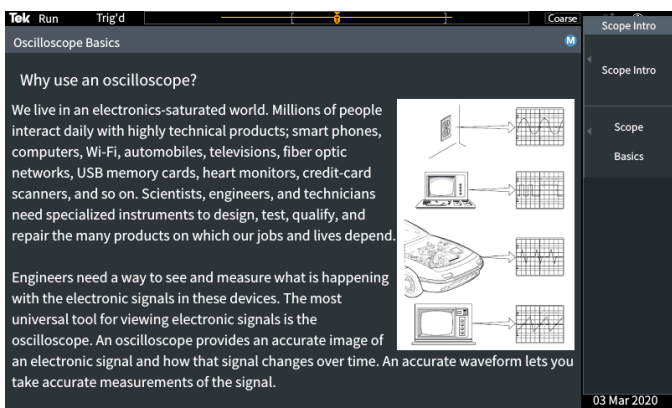 Tek Run Trig'd Coarse
Scope Intro
Oscilloscope Basics M
Why use an oscilloscope?
We live in an electronics-saturated world. Millions of people
interact daily with highly technical products; smart phones,
computers, Wi-Fi, automobiles, televisions, fiber optic
networks, USB memory cards, heart monitors, credit-card
scanners, and so on. Scientists, engineers, and technicians
need specialized instruments to design, test, qualify, and
repair the many products on which our jobs and lives depend.
Engineers need a way to see and measure what is happening
with the electronic signals in these devices. The most
universal tool for viewing electronic signals is the
oscilloscope. An oscilloscope provides an accurate image of
an electronic signal and how that signal changes over time. An accurate waveform lets you
take accurate measurements of the signal.
Scope Intro
Scope
Basics
03 Mar 2020